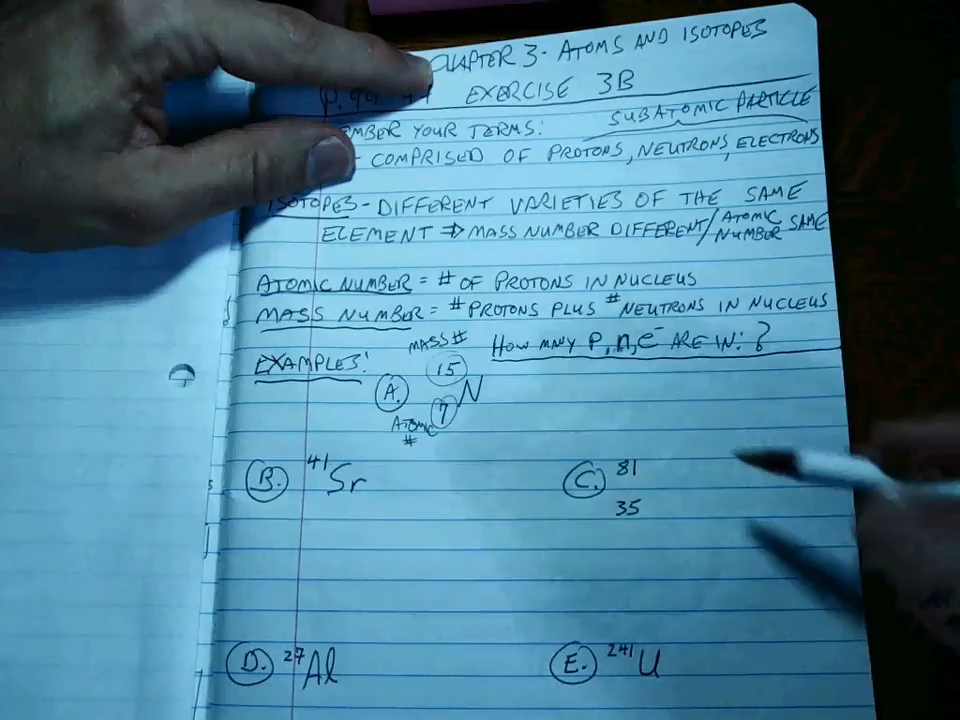 CHAPTER 3- ATOMS AND ISOTOPES
EXERCISE 3B
SUBATOMIC PARTICLE
EMBER YOUR TERMS:
- COMPRISED OF PROTONS, NEUTRONS, ELECTRONS
ISOTOPES - DIFFERENT VARIETIES OF THE SAME
ELEMENT ⇒ MASS NUMBER DIFFERENT/ATOMIC NUMBER SAME
ATOMIC NUMBER = # OF PROTONS IN NUCLEUS
MASS NUMBER = # PROTONS PLUS # NEUTRONS IN NUCLEUS
MASS # HOW MANY P, n, e⁻ ARE IN: ?
EXAMPLES:
A. 15 7 N
ATOMIC #
B. 41 Sr
C. 81
35
D. 27 Al
E. 241 U